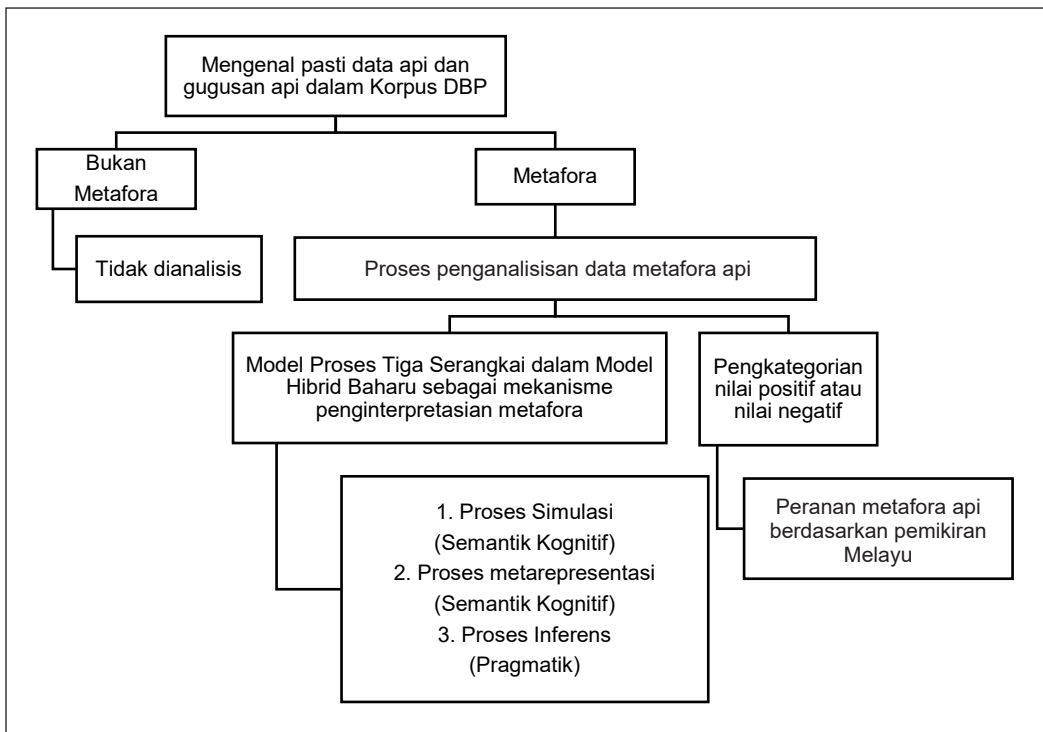 Mengenal pasti data api dan
gugusan api dalam Korpus DBP
Bukan
Metafora
Metafora
Tidak dianalisis
Proses penganalisisan data metafora api
Model Proses Tiga Serangkai dalam Model
Hibrid Baharu sebagai mekanisme
penginterpretasian metafora
Pengkategorian
nilai positif atau
nilai negatif
1. Proses Simulasi
(Semantik Kognitif)
2. Proses metarepresentasi
(Semantik Kognitif)
3. Proses Inferens
(Pragmatik)
Peranan metafora api
berdasarkan pemikiran
Melayu